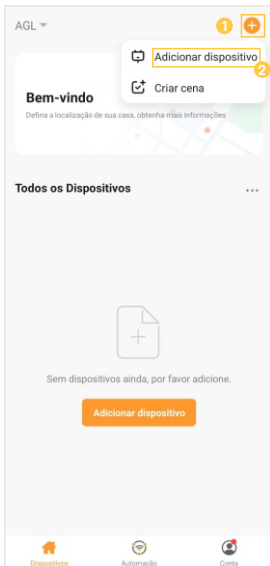 AGL
1
Adicionar dispositivo
2
Criar cena
Bem-vindo
Defina a localização de sua casa, obtenha mais informações
Todos os Dispositivos
Sem dispositivos ainda, por favor adicione.
Adicionar dispositivo
Dispositivos
Automacão
Conta